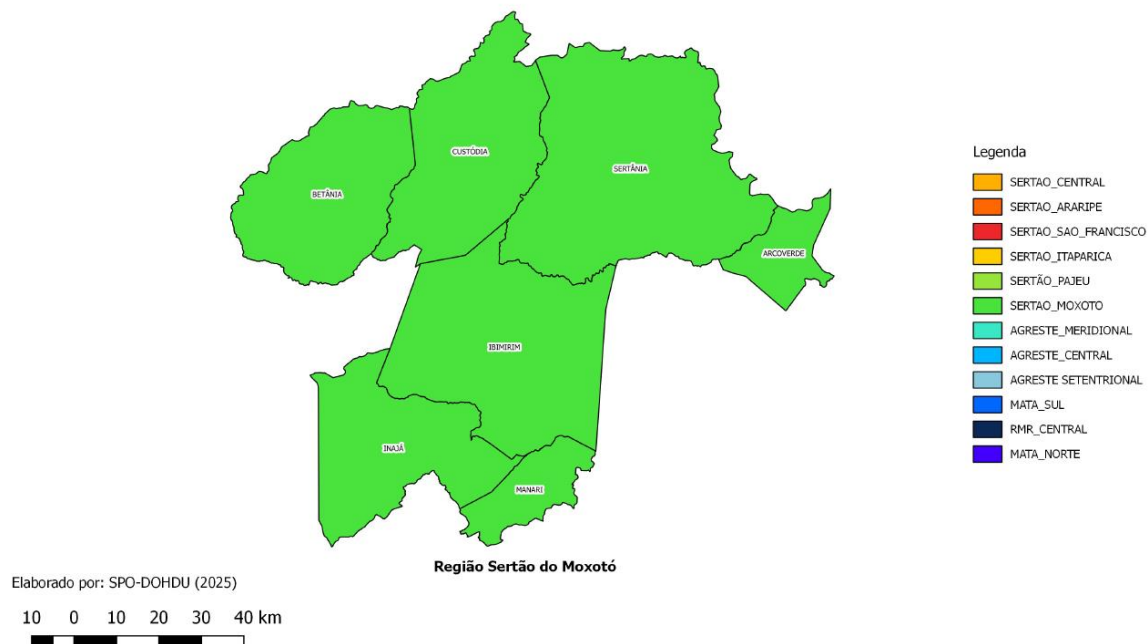 CUSTÓDIA
SERTÂNIA
BETÂNIA
ARCOVERDE
IBIMIRIM
INAJÁ
MANARI
Região Sertão do Moxotó
Legenda
SERTAO_CENTRAL
SERTAO_ARARIPE
SERTAO_SAO_FRANCISCO
SERTAO_ITAPARICA
SERTÃO_PAJEU
SERTAO_MOXOTO
AGRESTE_MERIDIONAL
AGRESTE_CENTRAL
AGRESTE SETENTRIONAL
MATA_SUL
RMR_CENTRAL
MATA_NORTE
Elaborado por: SPO-DOHDU (2025)
10 0 10 20 30 40 km